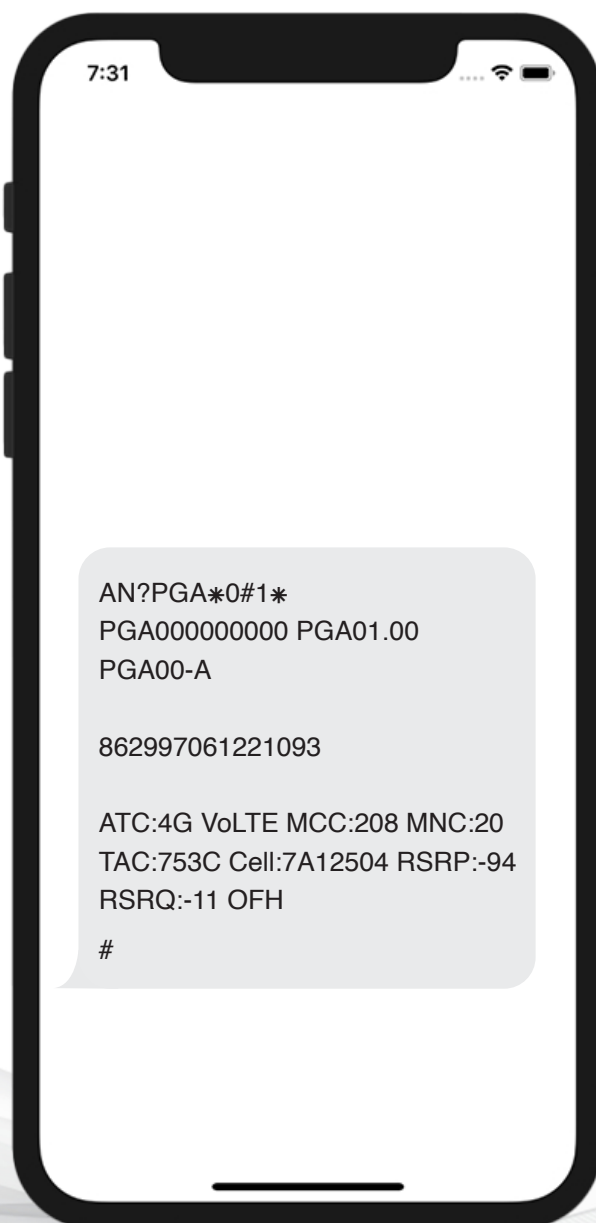 7:31
AN?PGA*0#1*
PGA000000000 PGA01.00
PGA00-A
862997061221093
ATC:4G VoLTE MCC:208 MNC:20
TAC:753C Cell:7A12504 RSRP:-94
RSRQ:-11 OFH
#